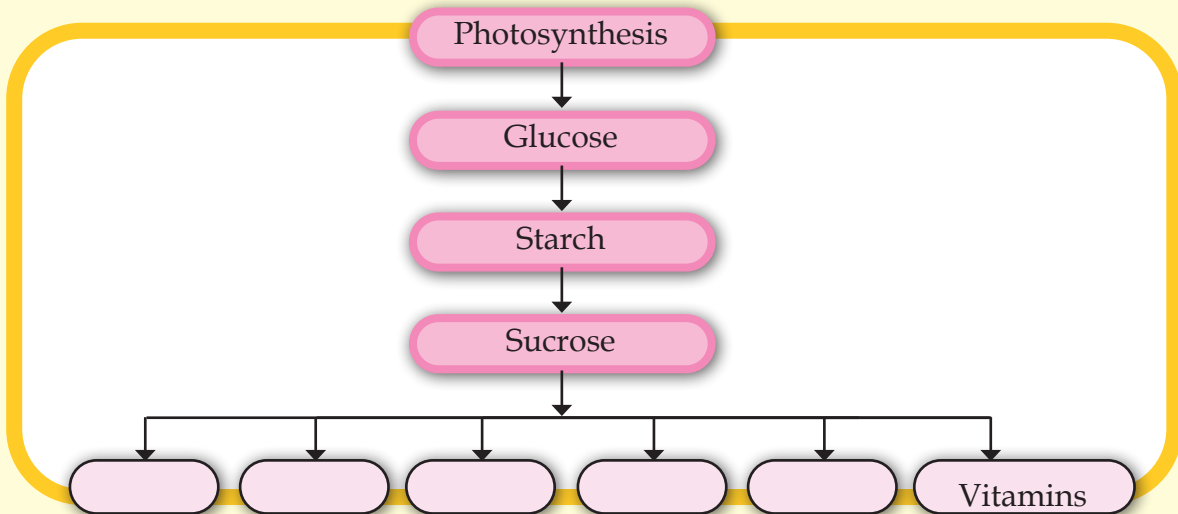 Photosynthesis
Glucose
Starch
Sucrose
Vitamins